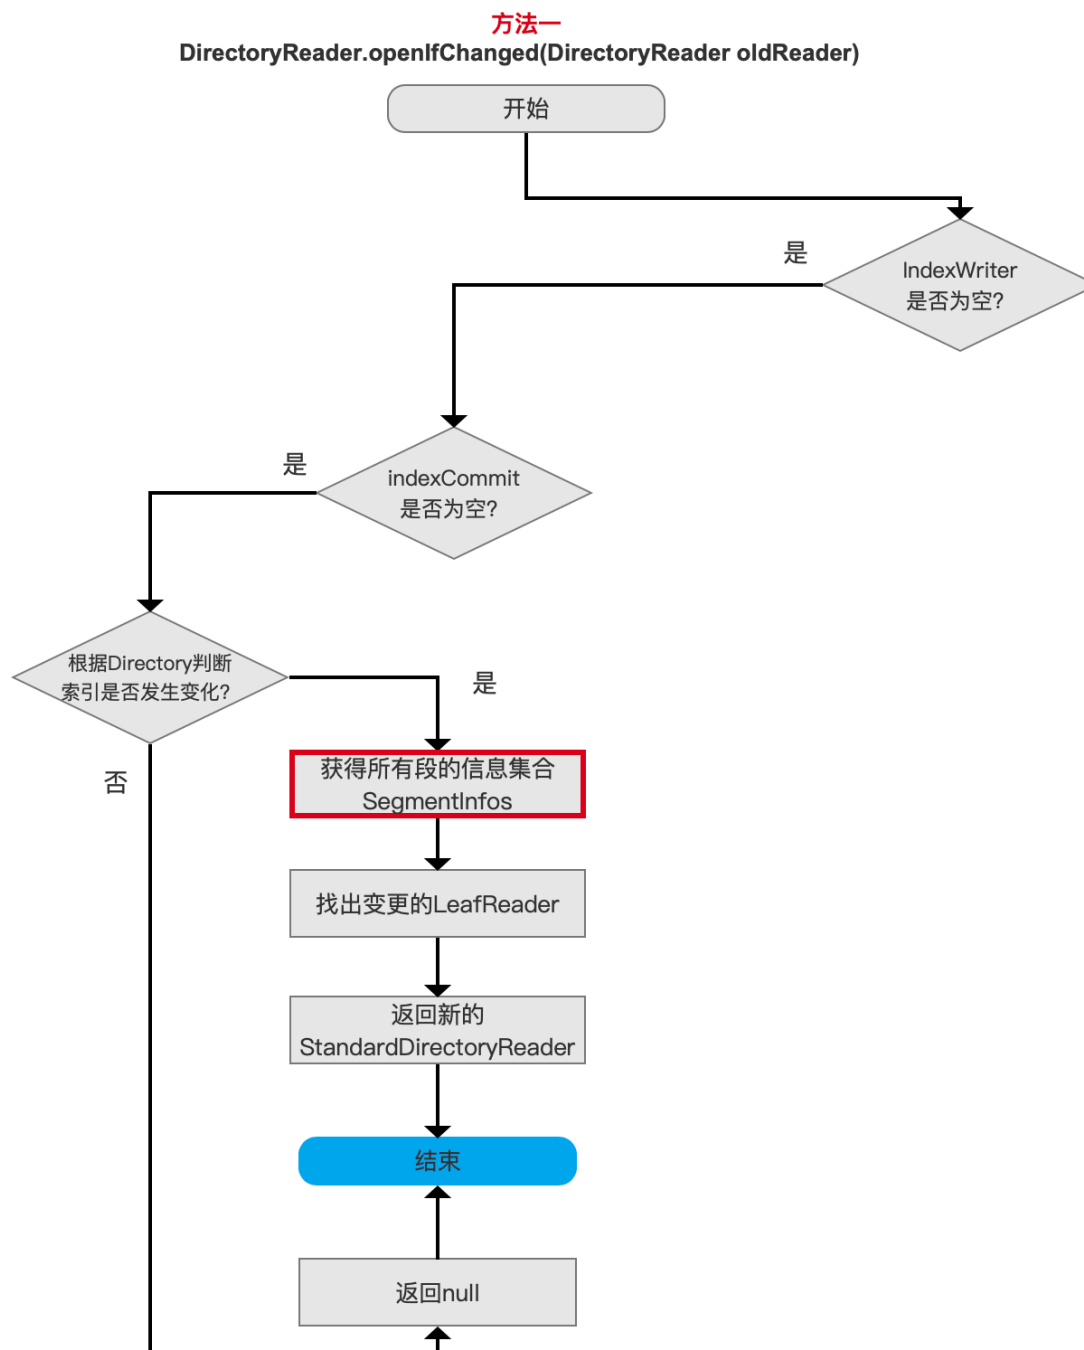 方法一
DirectoryReader.openIfChanged(DirectoryReader oldReader)
开始
是
IndexWriter
是否为空?
是
indexCommit
是否为空?
根据Directory判断
索引是否发生变化?
是
否
获得所有段的信息集合
SegmentInfos
找出变更的LeafReader
返回新的
StandardDirectoryReader
结束
返回null